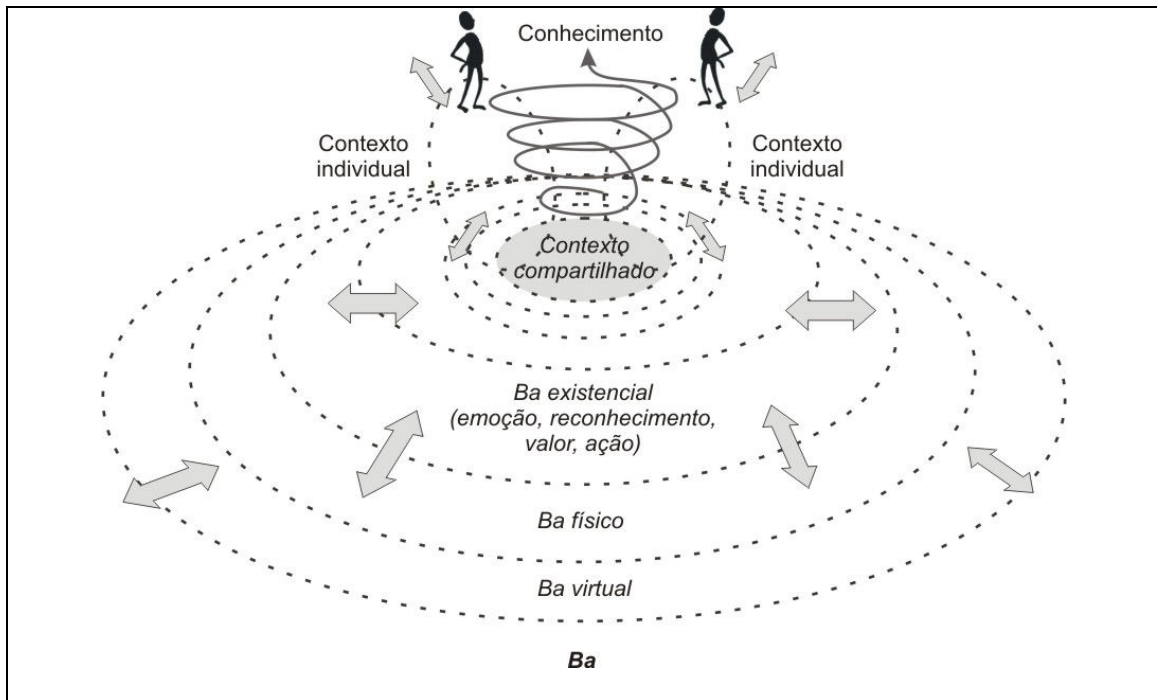 Conhecimento
Contexto
individual
Contexto
individual
Contexto
compartilhado
Ba existencial
(emoção, reconhecimento,
valor, ação)
Ba físico
Ba virtual
Ba